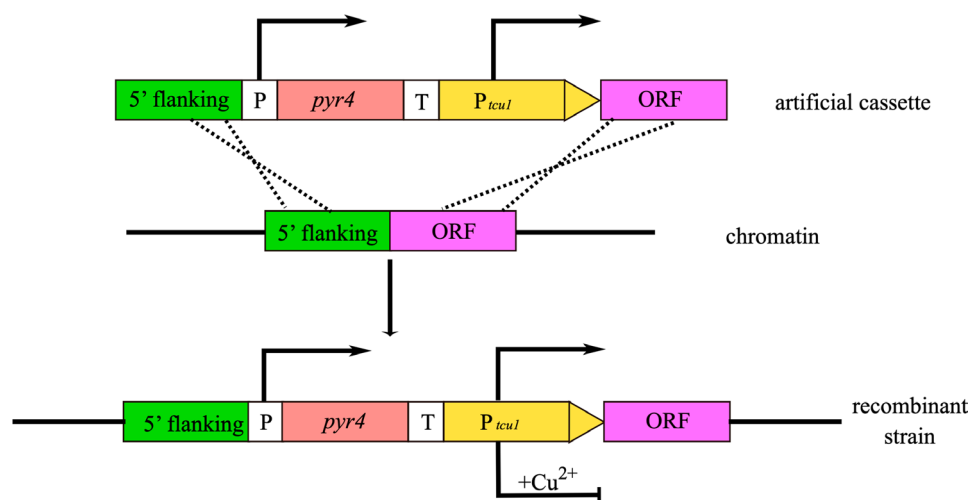 5' flanking P pyr4 T Ptcu1 ORF artificial cassette
5' flanking ORF chromatin
5' flanking P pyr4 T Ptcu1 ORF recombinant
strain
+Cu2+